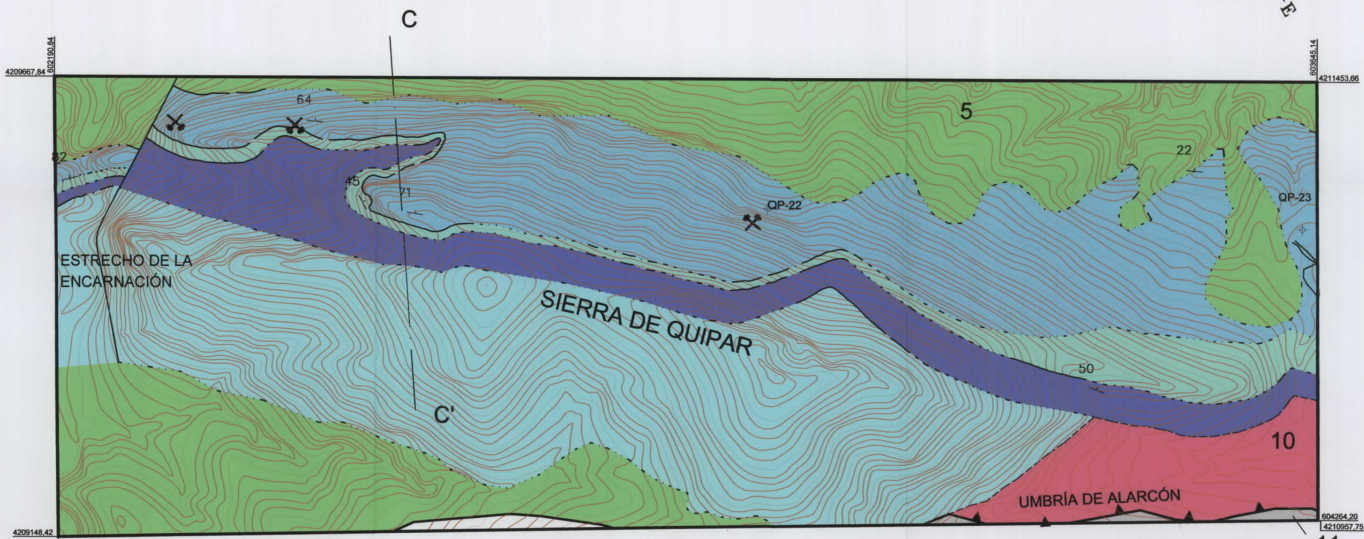 C
E
602190,84
4209667,84
603645,14
4211453,66
64
5
82
22
45
71
QP-22
QP-23
ESTRECHO DE LA
ENCARNACIÓN
SIERRA DE QUIPAR
50
C'
10
UMBRÍA DE ALARCÓN
4209148,42
604264,20
4210957,75